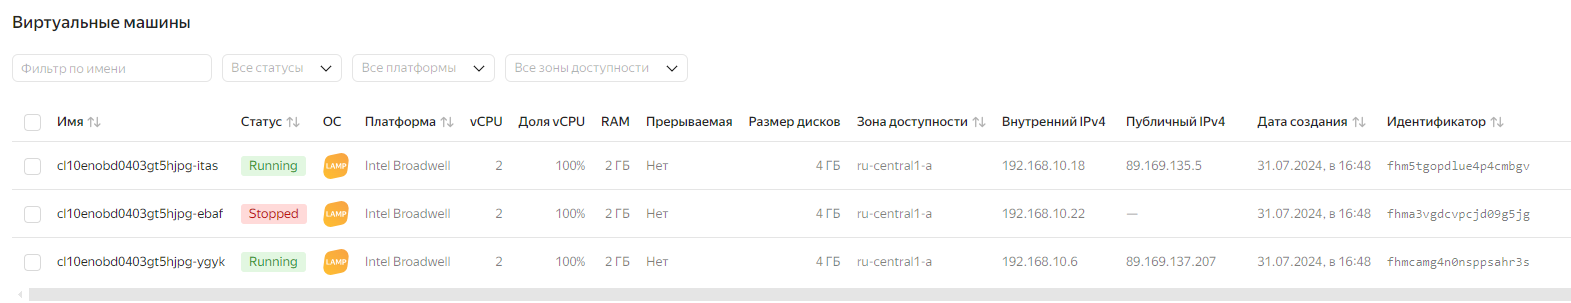 Виртуальные машины
Фильтр по имени Все статусы Все платформы Все зоны доступности
Имя Статус ОС Платформа vCPU Доля vCPU RAM Прерываемая Размер дисков Зона доступности Внутренний IPv4 Публичный IPv4 Дата создания Идентификатор
cl10enobd0403gt5hjpg-itas Running LAMP Intel Broadwell 2 100% 2 ГБ Нет 4 ГБ ru-central1-a 192.168.10.18 89.169.135.5 31.07.2024, в 16:48 fhm5tgopdlue4p4cmbgv
cl10enobd0403gt5hjpg-ebaf Stopped LAMP Intel Broadwell 2 100% 2 ГБ Нет 4 ГБ ru-central1-a 192.168.10.22 — 31.07.2024, в 16:48 fhma3vgdcvpcjd09g5jg
cl10enobd0403gt5hjpg-ygyk Running LAMP Intel Broadwell 2 100% 2 ГБ Нет 4 ГБ ru-central1-a 192.168.10.6 89.169.137.207 31.07.2024, в 16:48 fhmcamg4n0nsppsahr3s